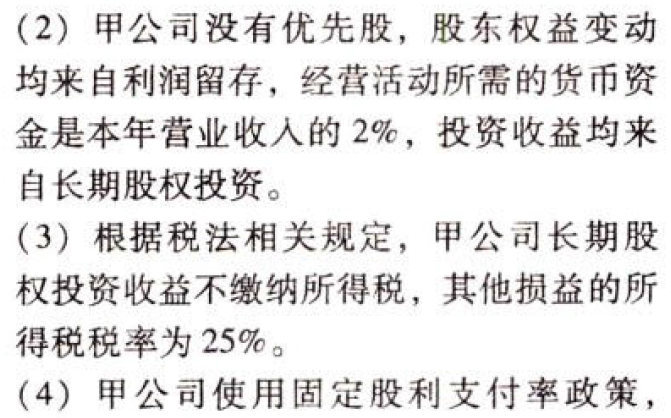 (2) 甲公司没有优先股，股东权益变动
均来自利润留存，经营活动所需的货币资
金是本年营业收入的 2%，投资收益均来
自长期股权投资。
(3) 根据税法相关规定，甲公司长期股
权投资收益不缴纳所得税，其他损益的所
得税税率为 25%。
(4) 甲公司使用固定股利支付率政策，